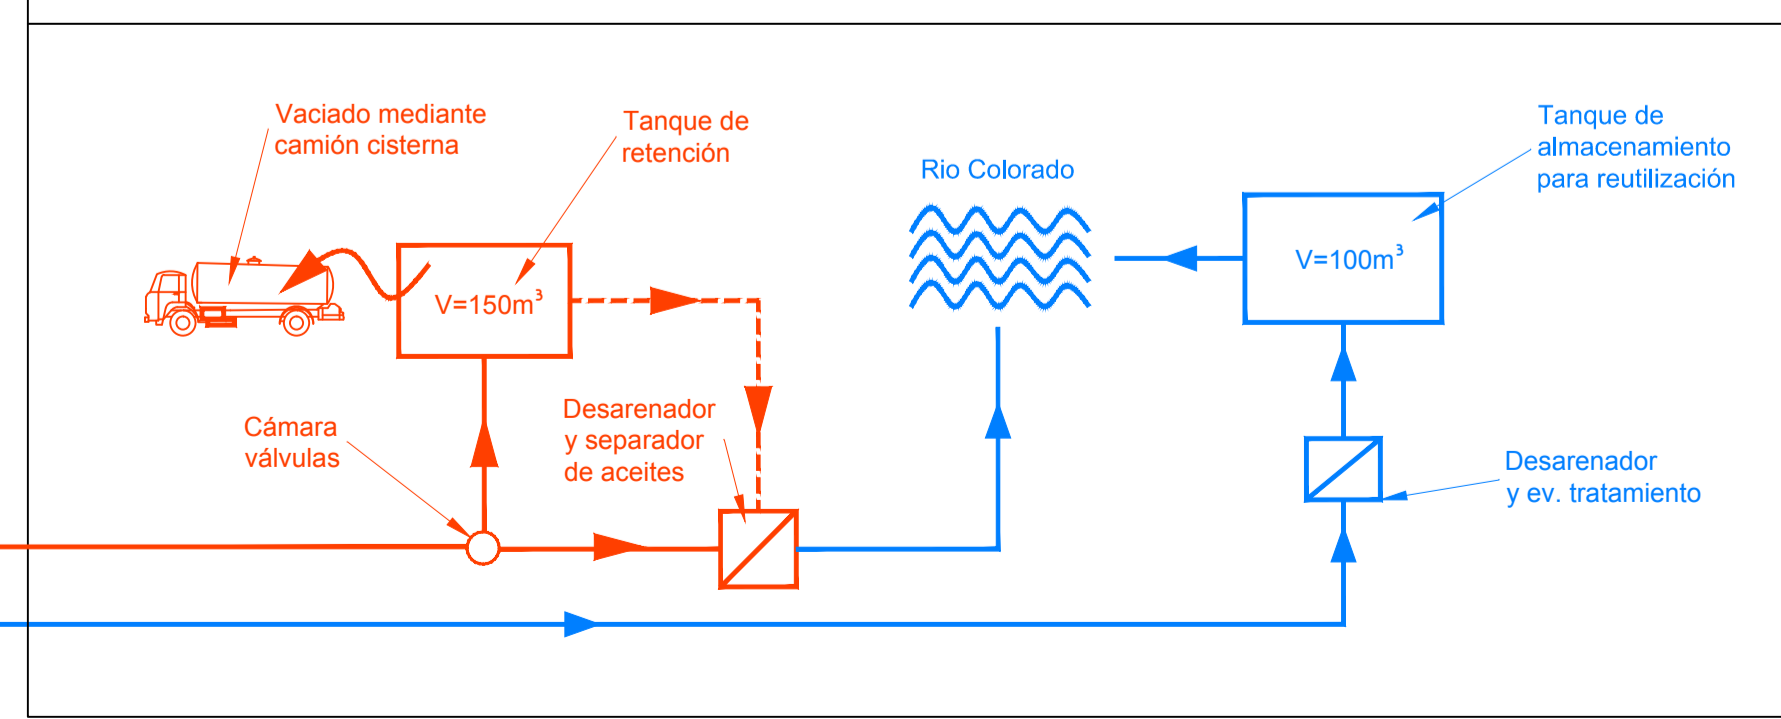 Vaciado mediante
camión cisterna
Tanque de
retención
V=150m³
Cámara
válvulas
Desarenador
y separador
de aceites
Rio Colorado
Tanque de
almacenamiento
para reutilización
V=100m³
Desarenador
y ev. tratamiento